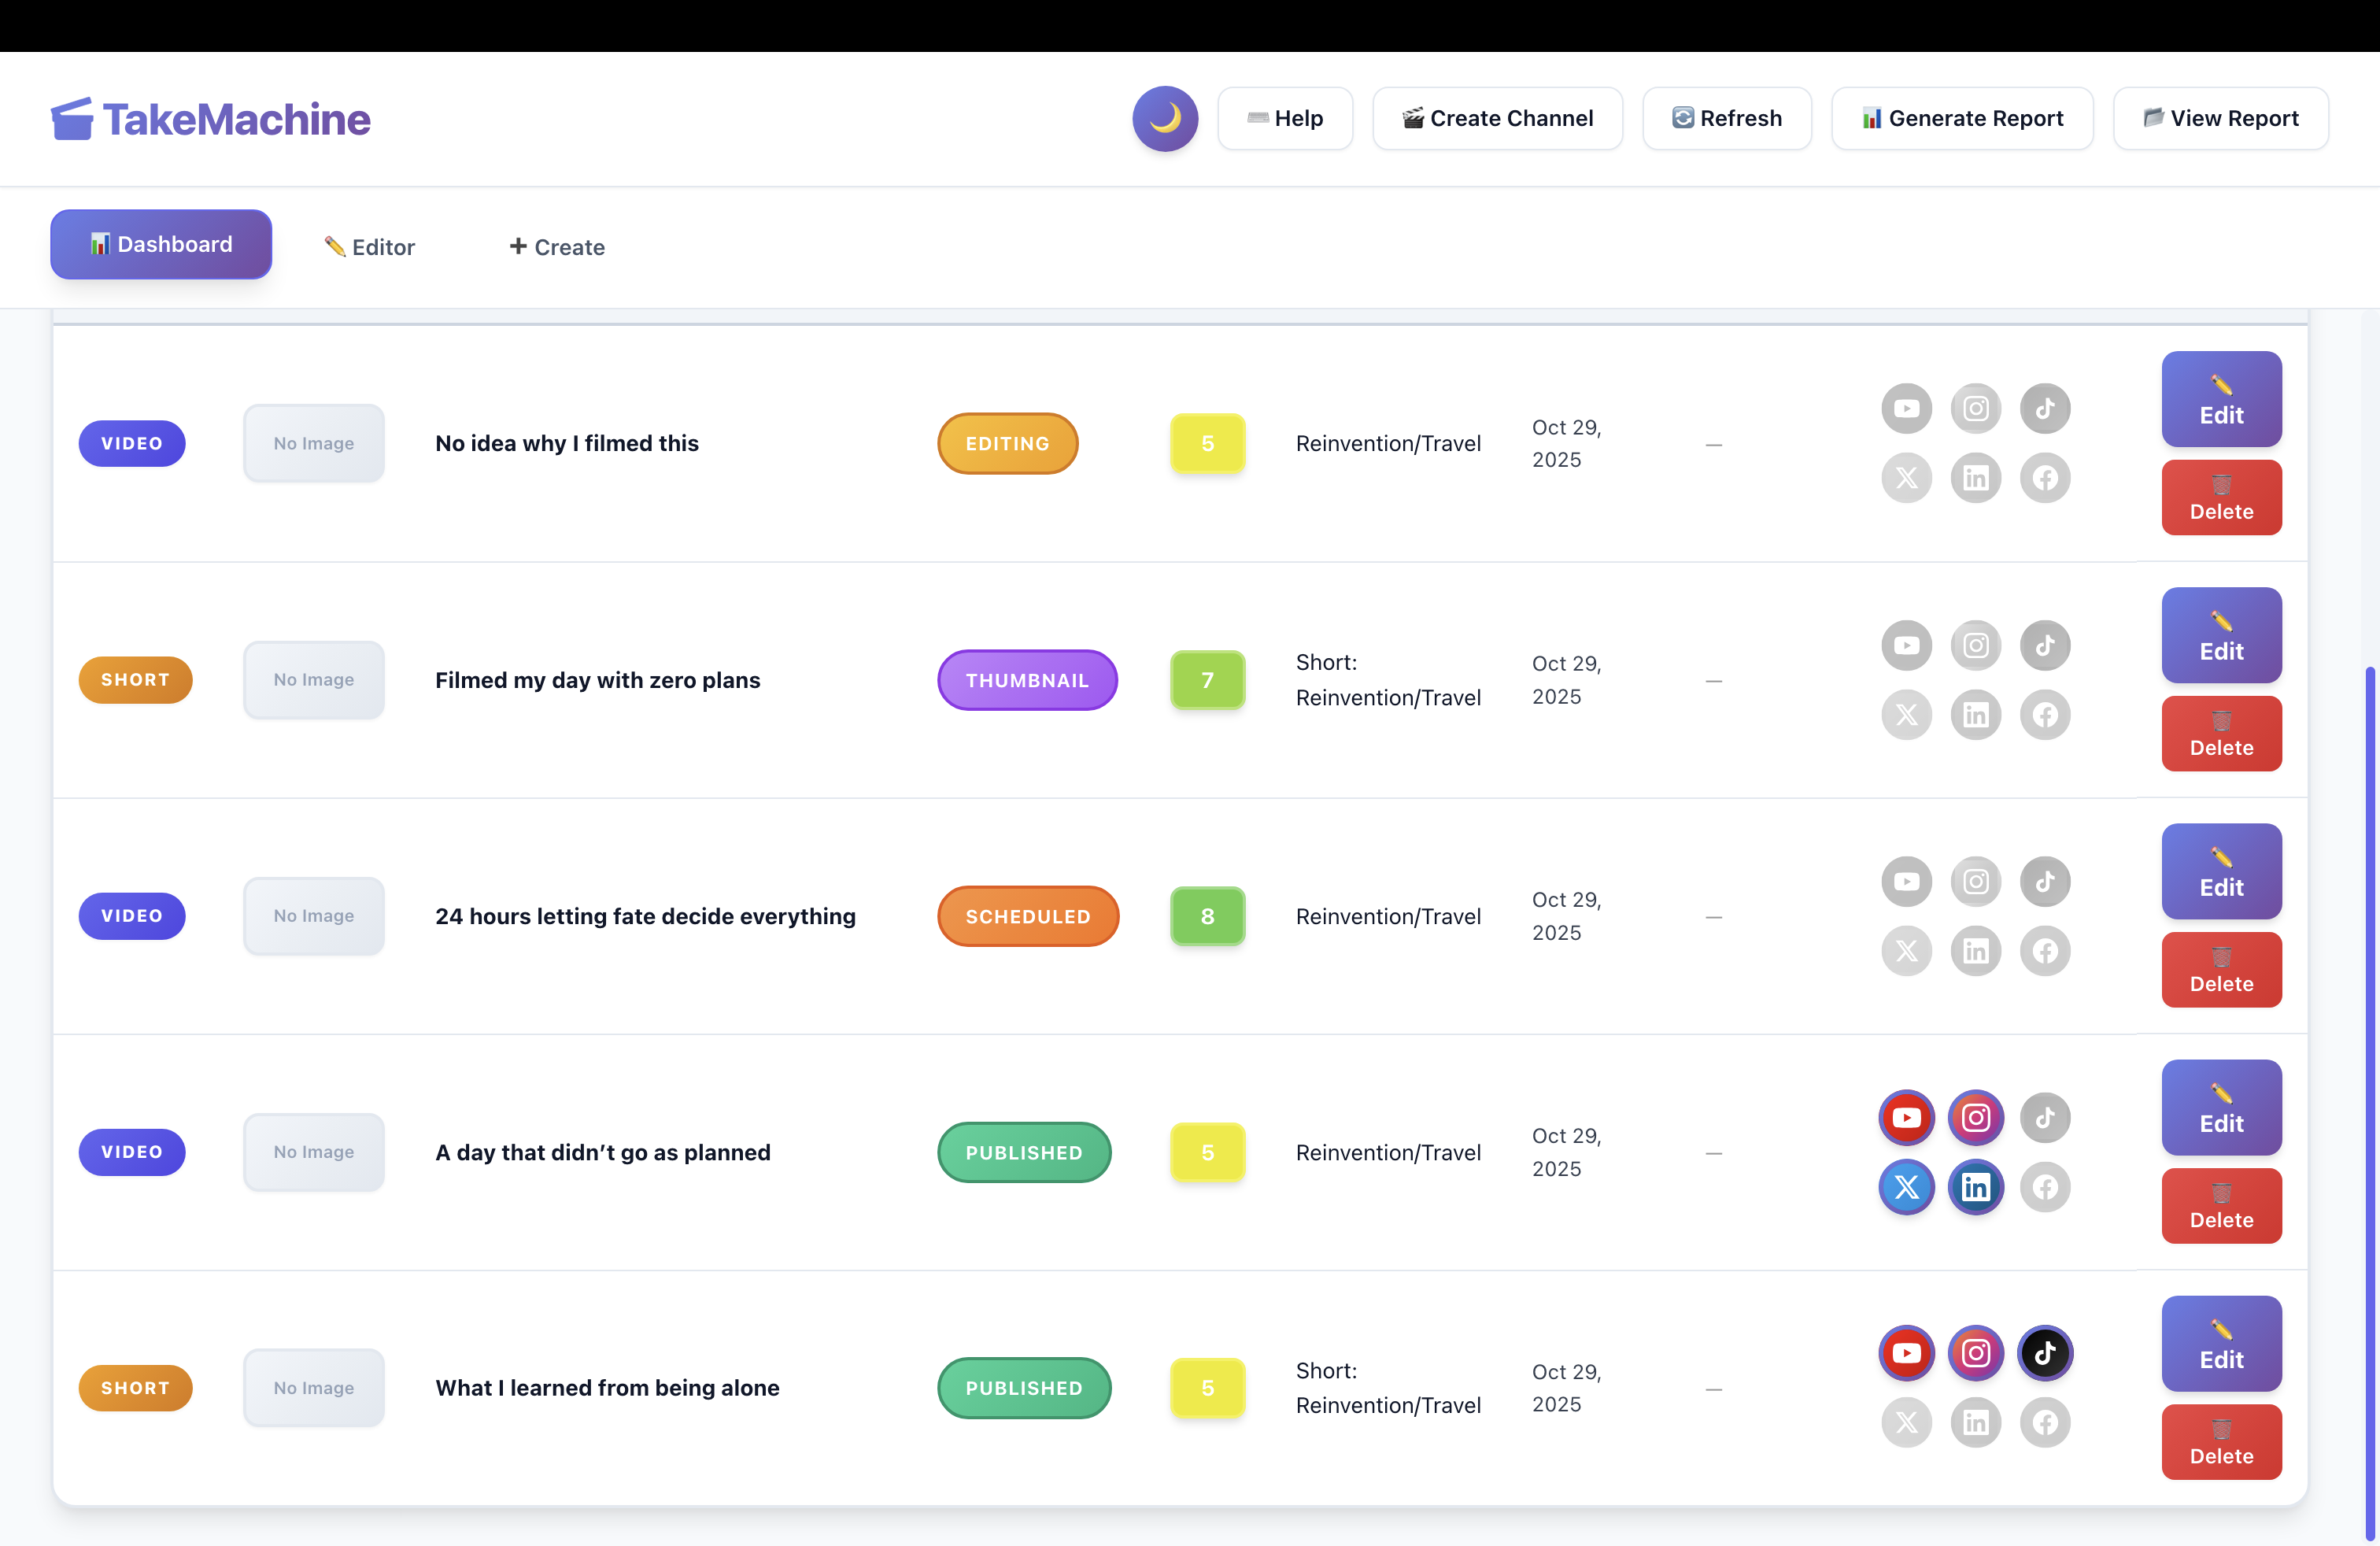 TakeMachine
Help
Create Channel
Refresh
Generate Report
View Report
Dashboard
Editor
Create
VIDEO
No Image
No idea why I filmed this
EDITING
5
Reinvention/Travel
Oct 29,
2025
—
Edit
Delete
SHORT
No Image
Filmed my day with zero plans
THUMBNAIL
7
Short:
Reinvention/Travel
Oct 29,
2025
—
Edit
Delete
VIDEO
No Image
24 hours letting fate decide everything
SCHEDULED
8
Reinvention/Travel
Oct 29,
2025
—
Edit
Delete
VIDEO
No Image
A day that didn’t go as planned
PUBLISHED
5
Reinvention/Travel
Oct 29,
2025
—
Edit
Delete
SHORT
No Image
What I learned from being alone
PUBLISHED
5
Short:
Reinvention/Travel
Oct 29,
2025
—
Edit
Delete